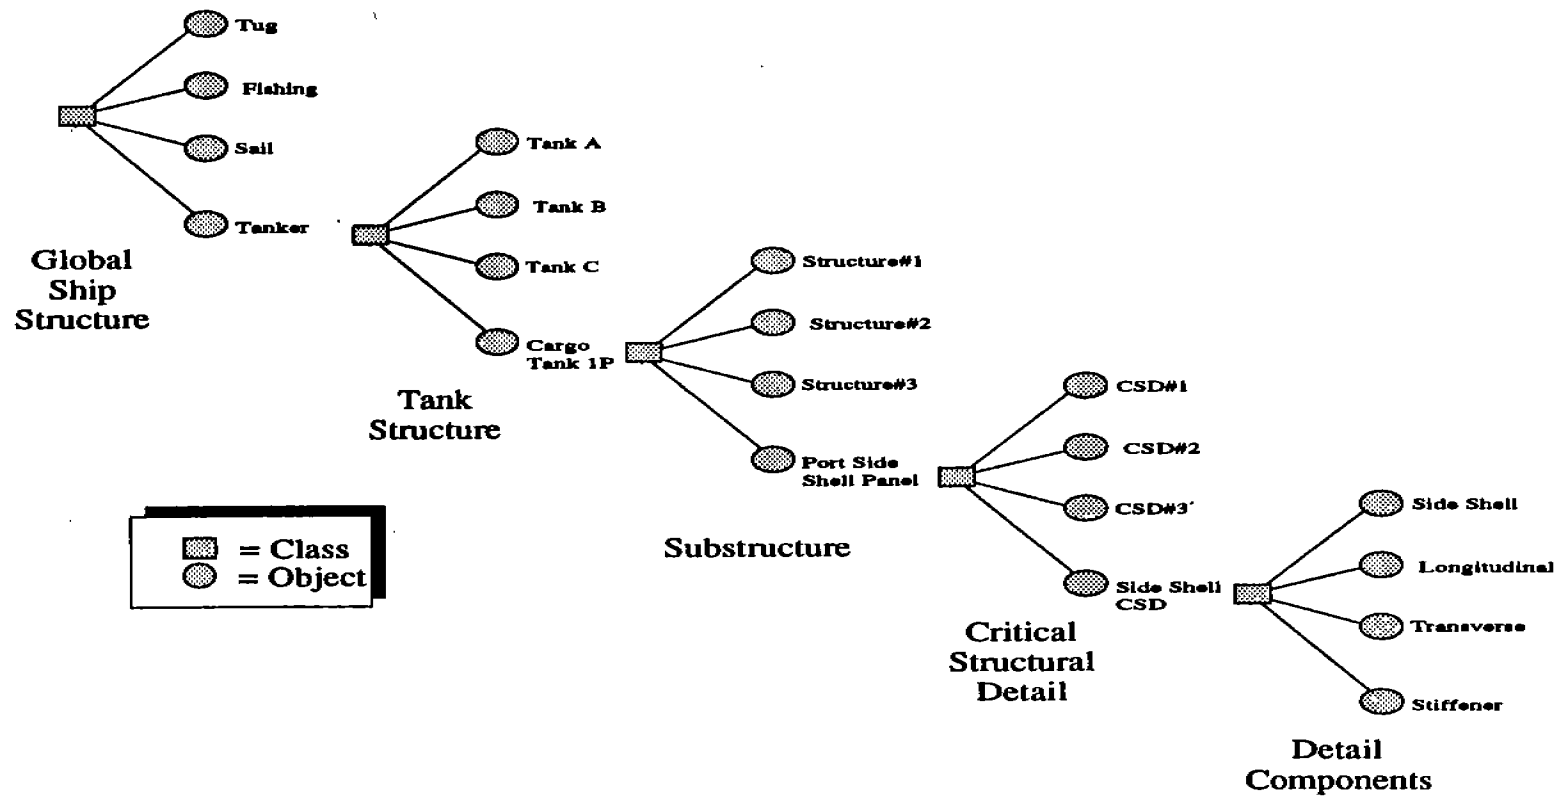 Tug
Fishing
Sail
Tanker
Global
Ship
Structure
Tank A
Tank B
Tank C
Cargo
Tank 1P
Tank
Structure
Structure#1
Structure#2
Structure#3
Port Side
Shell Panel
Substructure
CSD#1
CSD#2
CSD#3
Side Shell
CSD
Critical
Structural
Detail
Side Shell
Longitudinal
Transverse
Stiffener
Detail
Components
= Class
= Object